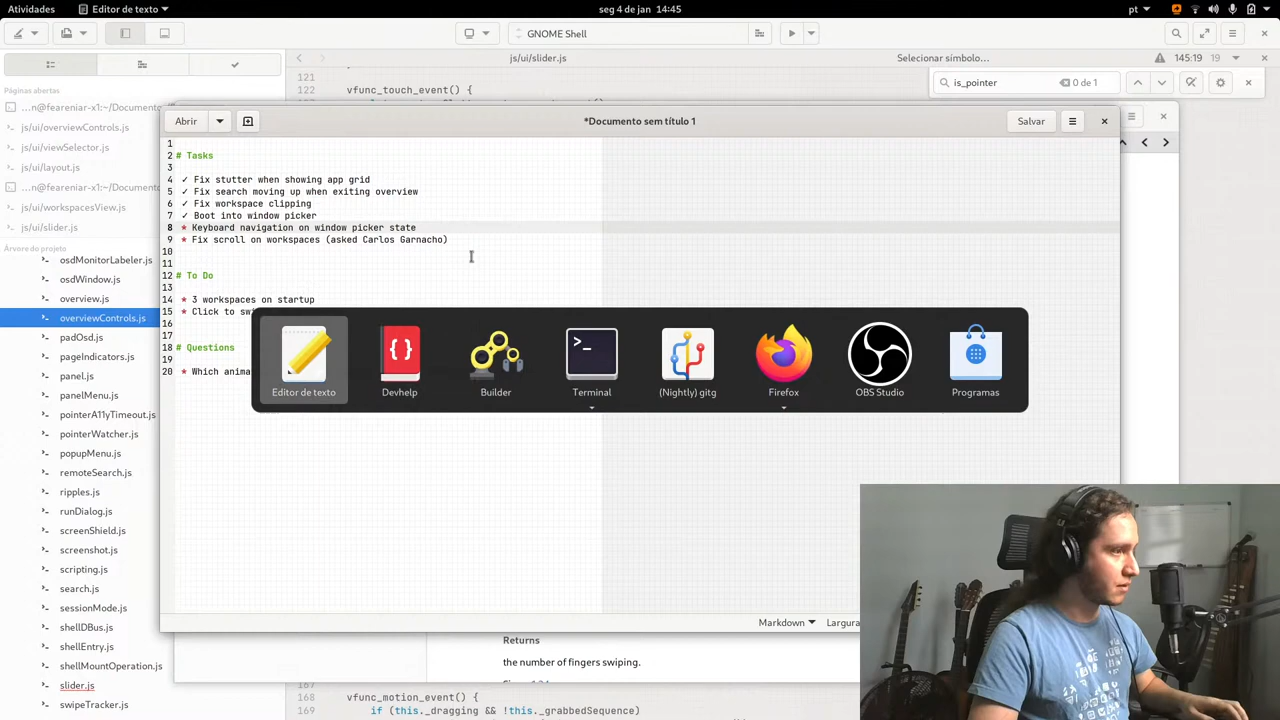 Atividades
Editor de texto
seg 4 de jan 14:45
pt
GNOME Shell
js/ui/slider.js
Selecionar símbolo...
145:19
19
is_pointer
0 de 1
Páginas abertas
...n@feareniar-x1:~/Documento
js/ui/overviewControls.js
js/ui/viewSelector.js
js/ui/layout.js
...n@feareniar-x1:~/Documento
js/ui/workspacesView.js
js/ui/slider.js
Árvore do projeto
osdMonitorLabeler.js
osdWindow.js
overview.js
overviewControls.js
padOsd.js
pageIndicators.js
panel.js
panelMenu.js
pointerA11yTimeout.js
pointerWatcher.js
popupMenu.js
remoteSearch.js
ripples.js
runDialog.js
screenShield.js
screenshot.js
scripting.js
search.js
sessionMode.js
shellDBus.js
shellEntry.js
shellMountOperation.js
slider.js
swipeTracker.js
121
122 vfunc_touch_event() {
Abrir
*Documento sem título 1
Salvar
1
2 # Tasks
3
4 ✓ Fix stutter when showing app grid
5 ✓ Fix search moving up when exiting overview
6 ✓ Fix workspace clipping
7 ✓ Boot into window picker
8 * Keyboard navigation on window picker state
9 * Fix scroll on workspaces (asked Carlos Garnacho)
10
11
12 # To Do
13
14 * 3 workspaces on startup
15 * Click to sw
16
17
18 # Questions
19
20 * Which anima
Editor de texto
Devhelp
Builder
Terminal
(Nightly) gitg
Firefox
OBS Studio
Programas
Markdown
Largura
Returns
the number of fingers swiping.
168 vfunc_motion_event() {
169 if (this._dragging && !this._grabbedSequence)